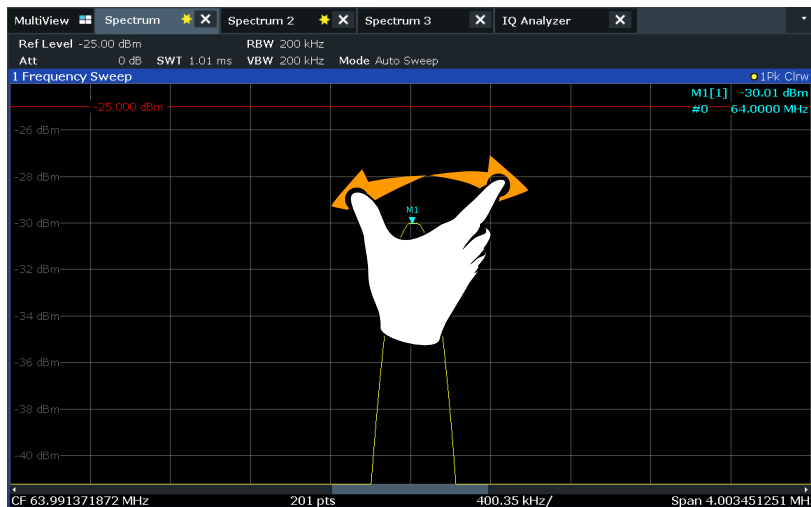 MultiView Spectrum Spectrum 2 Spectrum 3 IQ Analyzer
Ref Level -25.00 dBm RBW 200 kHz
Att 0 dB SWT 1.01 ms VBW 200 kHz Mode Auto Sweep
1 Frequency Sweep 1Pk Clrw
M1[1] -30.01 dBm
-25.000 dBm #0 64.0000 MHz
-26 dBm
-28 dBm
M1
-30 dBm
-32 dBm
-34 dBm
-36 dBm
-38 dBm
-40 dBm
CF 63.991371872 MHz 201 pts 400.35 kHz/ Span 4.003451251 MH